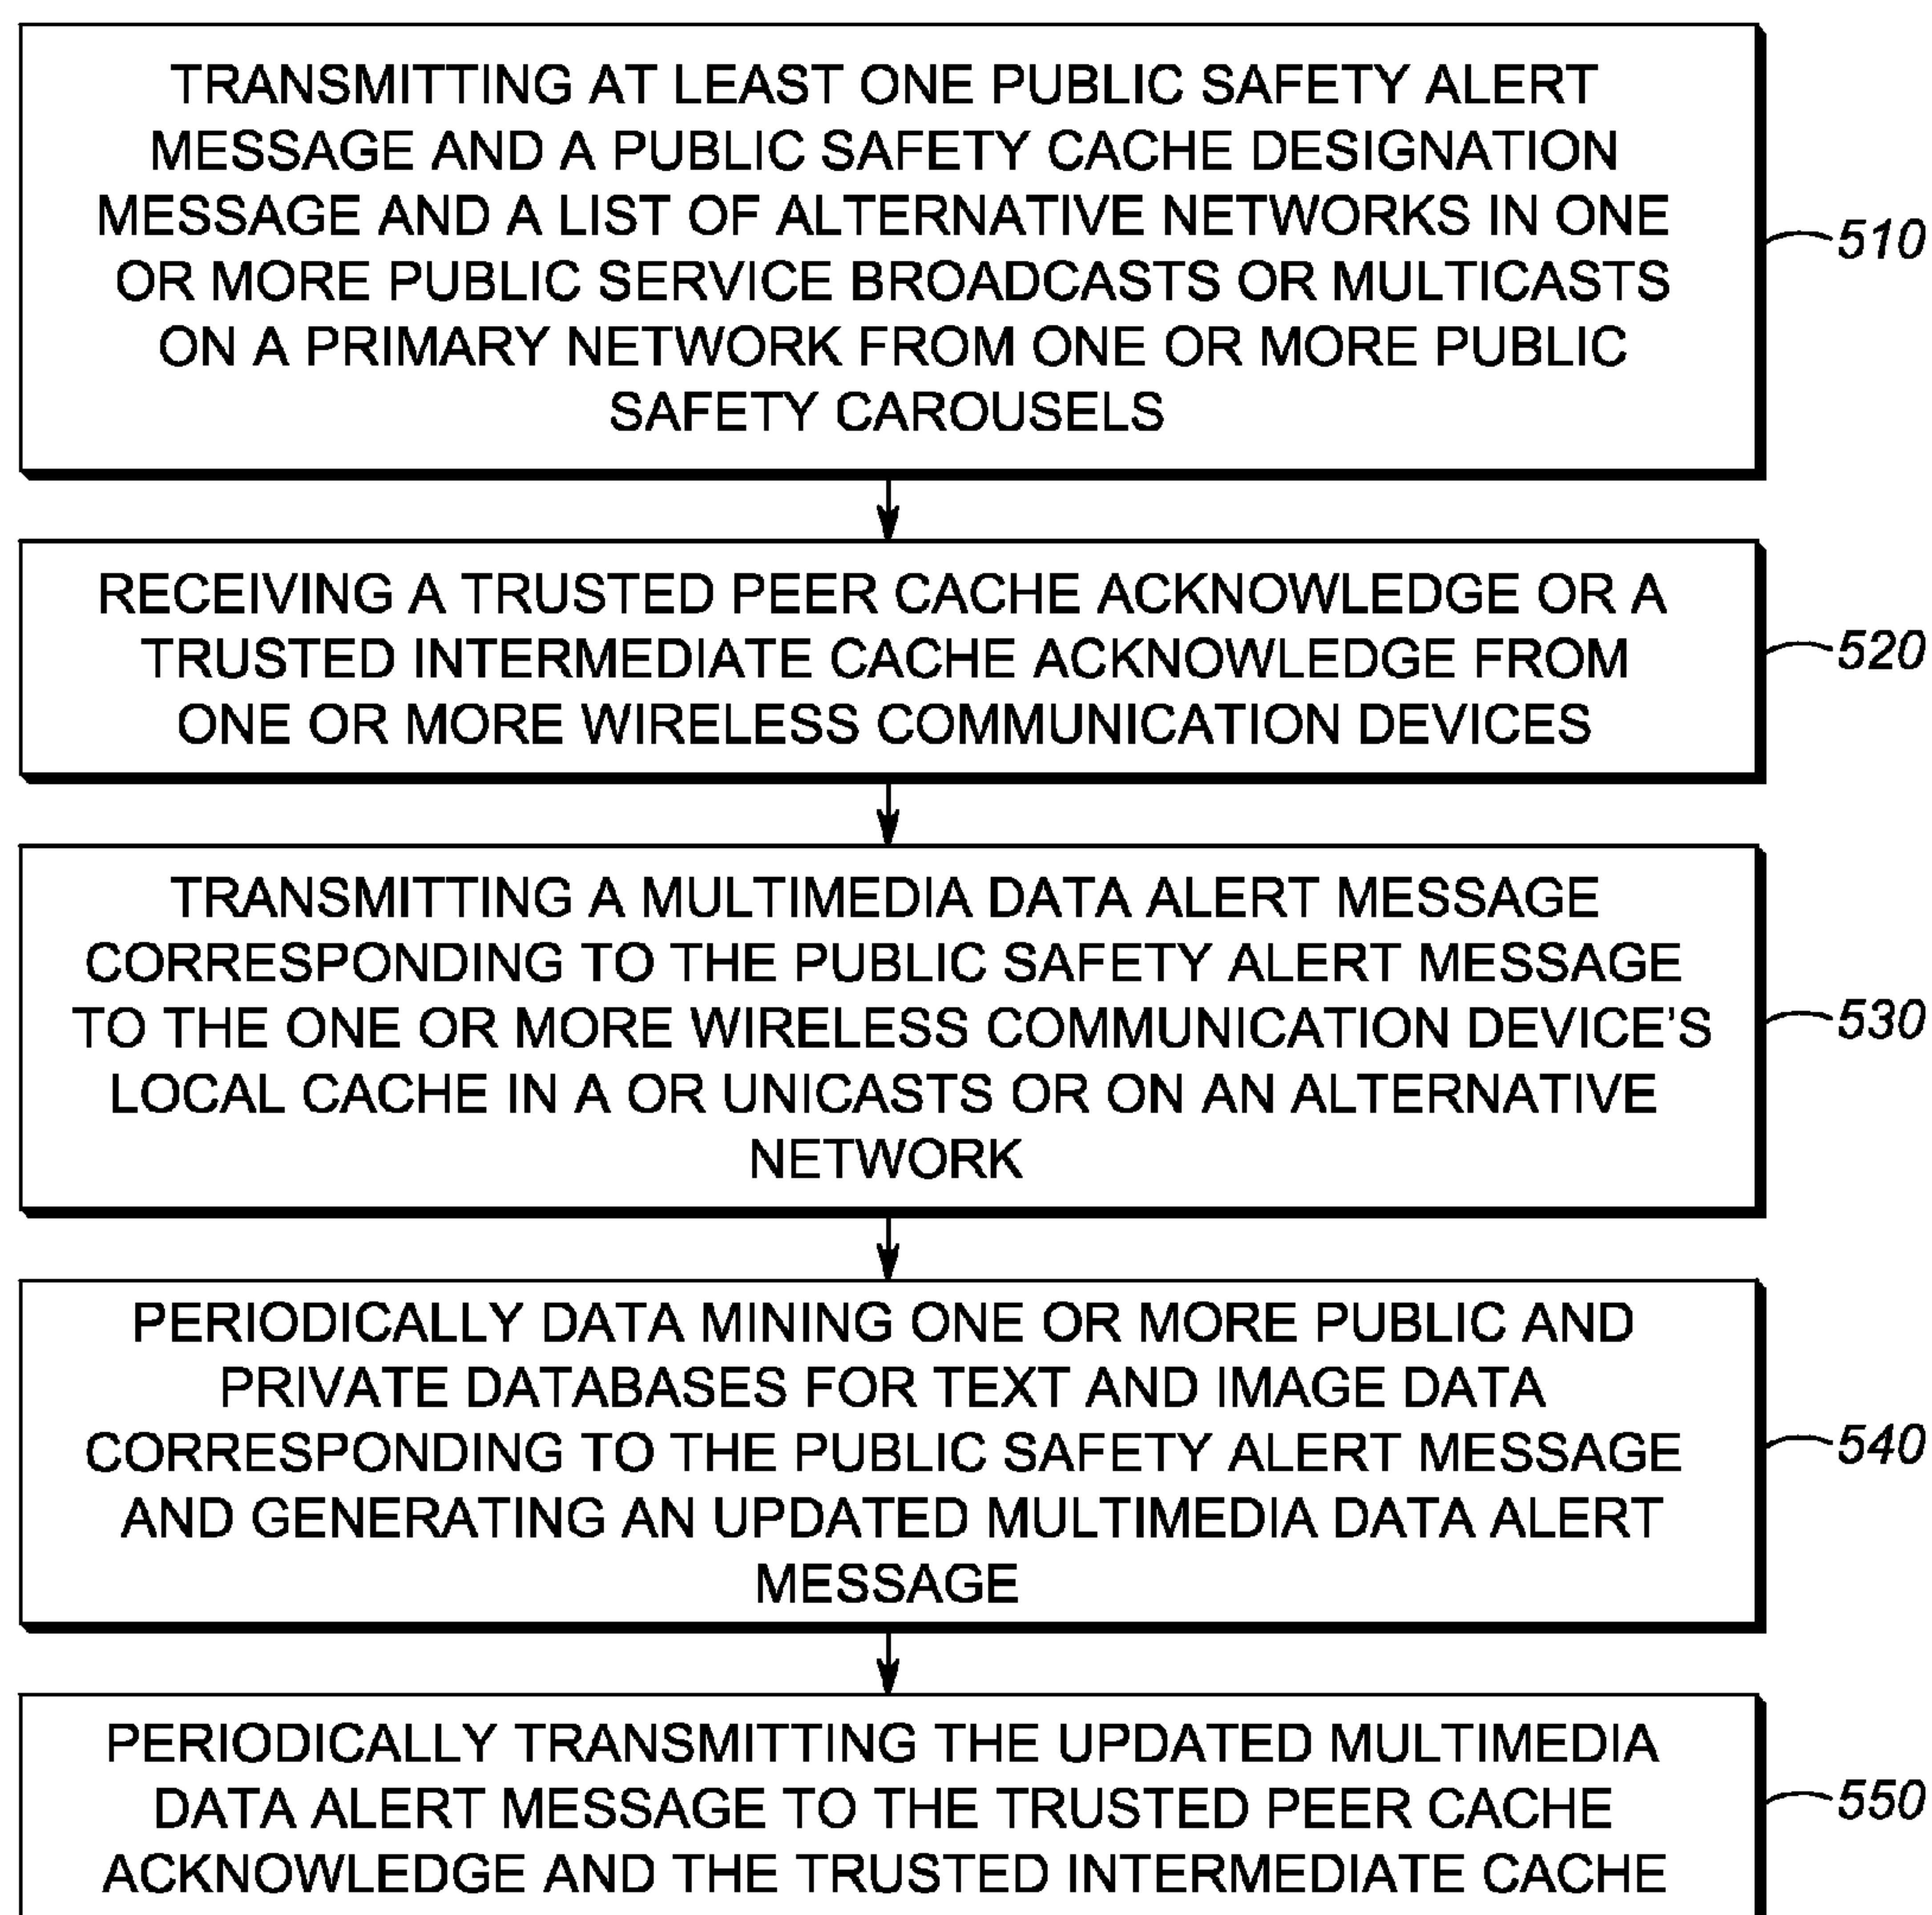 TRANSMITTING AT LEAST ONE PUBLIC SAFETY ALERT
MESSAGE AND A PUBLIC SAFETY CACHE DESIGNATION
MESSAGE AND A LIST OF ALTERNATIVE NETWORKS IN ONE
OR MORE PUBLIC SERVICE BROADCASTS OR MULTICASTS
ON A PRIMARY NETWORK FROM ONE OR MORE PUBLIC
SAFETY CAROUSELS
510
RECEIVING A TRUSTED PEER CACHE ACKNOWLEDGE OR A
TRUSTED INTERMEDIATE CACHE ACKNOWLEDGE FROM
ONE OR MORE WIRELESS COMMUNICATION DEVICES
520
TRANSMITTING A MULTIMEDIA DATA ALERT MESSAGE
CORRESPONDING TO THE PUBLIC SAFETY ALERT MESSAGE
TO THE ONE OR MORE WIRELESS COMMUNICATION DEVICE'S
LOCAL CACHE IN A OR UNICASTS OR ON AN ALTERNATIVE
NETWORK
530
PERIODICALLY DATA MINING ONE OR MORE PUBLIC AND
PRIVATE DATABASES FOR TEXT AND IMAGE DATA
CORRESPONDING TO THE PUBLIC SAFETY ALERT MESSAGE
AND GENERATING AN UPDATED MULTIMEDIA DATA ALERT
MESSAGE
540
PERIODICALLY TRANSMITTING THE UPDATED MULTIMEDIA
DATA ALERT MESSAGE TO THE TRUSTED PEER CACHE
ACKNOWLEDGE AND THE TRUSTED INTERMEDIATE CACHE
550